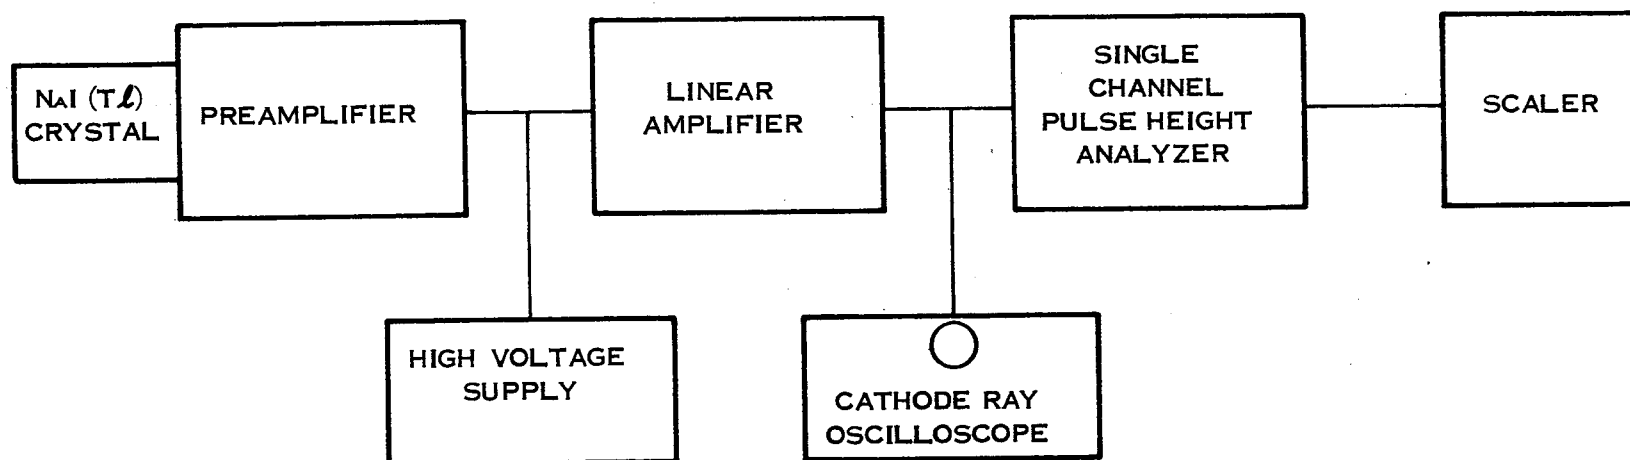 NaI (Tl)
CRYSTAL
PREAMPLIFIER
LINEAR
AMPLIFIER
SINGLE
CHANNEL
PULSE HEIGHT
ANALYZER
SCALER
HIGH VOLTAGE
SUPPLY
CATHODE RAY
OSCILLOSCOPE